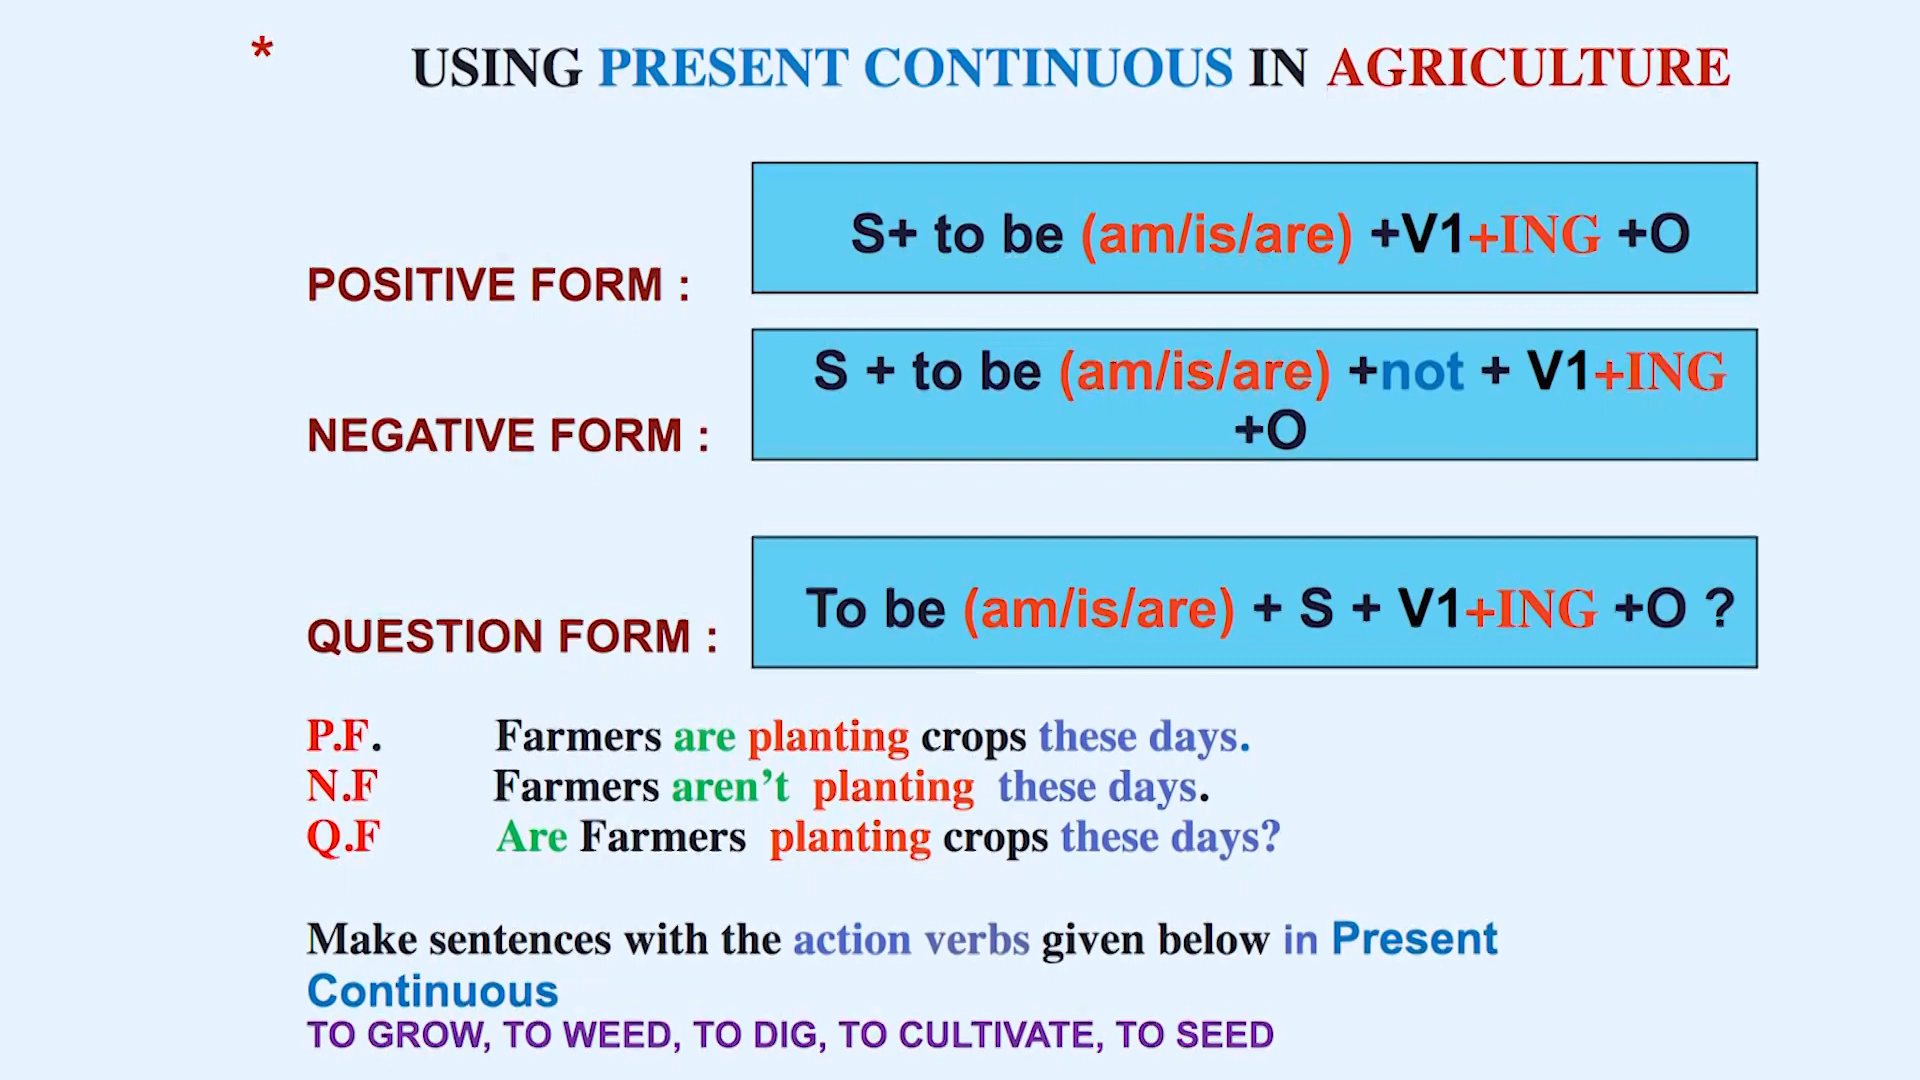 * USING PRESENT CONTINUOUS IN AGRICULTURE
S+ to be (am/is/are) +V1+ING +O
POSITIVE FORM :
S + to be (am/is/are) +not + V1+ING
+O
NEGATIVE FORM :
To be (am/is/are) + S + V1+ING +O ?
QUESTION FORM :
P.F. Farmers are planting crops these days.
N.F Farmers aren’t planting these days.
Q.F Are Farmers planting crops these days?
Make sentences with the action verbs given below in Present
Continuous
TO GROW, TO WEED, TO DIG, TO CULTIVATE, TO SEED